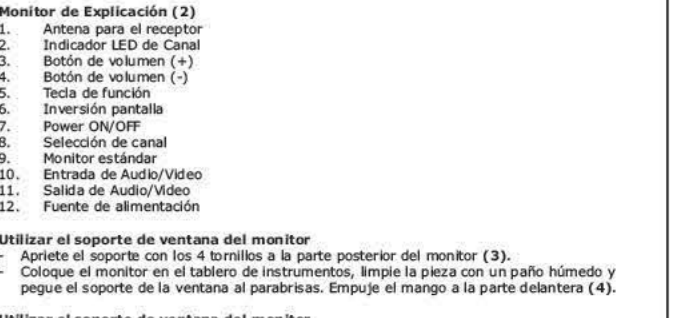 Monitor de Explicación (2)
1. Antena para el receptor
2. Indicador LED de Canal
3. Botón de volumen (+)
4. Botón de volumen (-)
5. Tecla de función
6. Inversión pantalla
7. Power ON/OFF
8. Selección de canal
9. Monitor estándar
10. Entrada de Audio/Video
11. Salida de Audio/Video
12. Fuente de alimentación
Utilizar el soporte de ventana del monitor
- Apriete el soporte con los 4 tornillos a la parte posterior del monitor (3).
- Coloque el monitor en el tablero de instrumentos, limpie la pieza con un paño húmedo y
pegue el soporte de la ventana al parabrisas. Empuje el mango a la parte delantera (4).